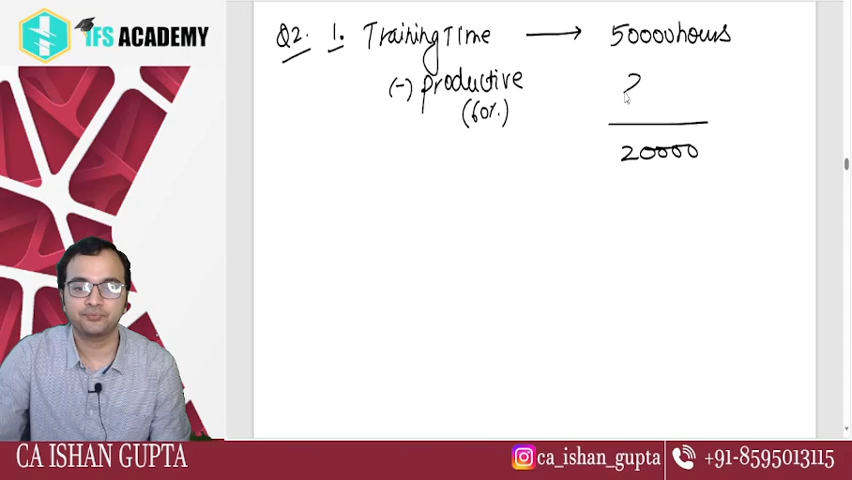 IFS ACADEMY
Q2. 1. Training Time → 50000 hours
(-) Productive ?
(60%)
20000
CA ISHAN GUPTA
ca_ishan_gupta
+91-8595013115